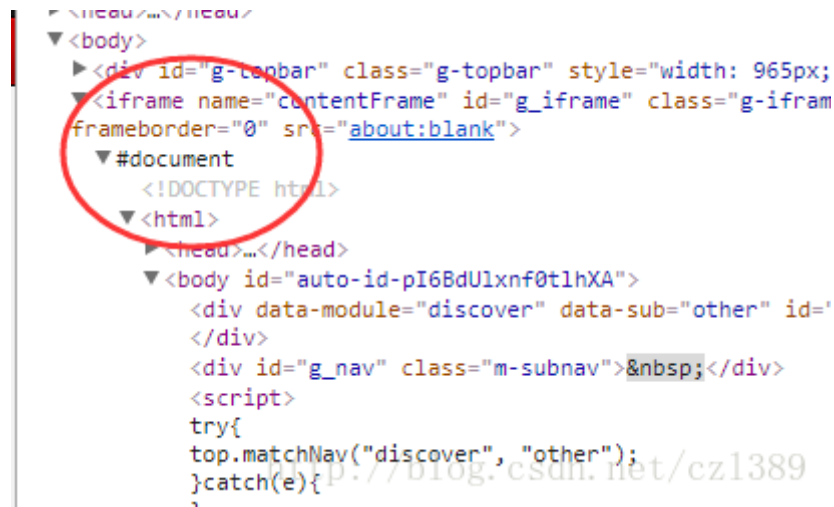 ▶<head>…</head>
▼<body>
▶<div id="g-topbar" class="g-topbar" style="width: 965px;
▼<iframe name="contentFrame" id="g_iframe" class="g-ifram
frameborder="0" src="about:blank">
▼#document
<!DOCTYPE html>
▼<html>
▶<head>…</head>
▼<body id="auto-id-pI6BdUlxnf0tlhXA">
<div data-module="discover" data-sub="other" id='
</div>
<div id="g_nav" class="m-subnav">&nbsp;</div>
<script>
try{
top.matchNav("discover", "other");
http://blog.csdn.net/cz1389
}catch(e){